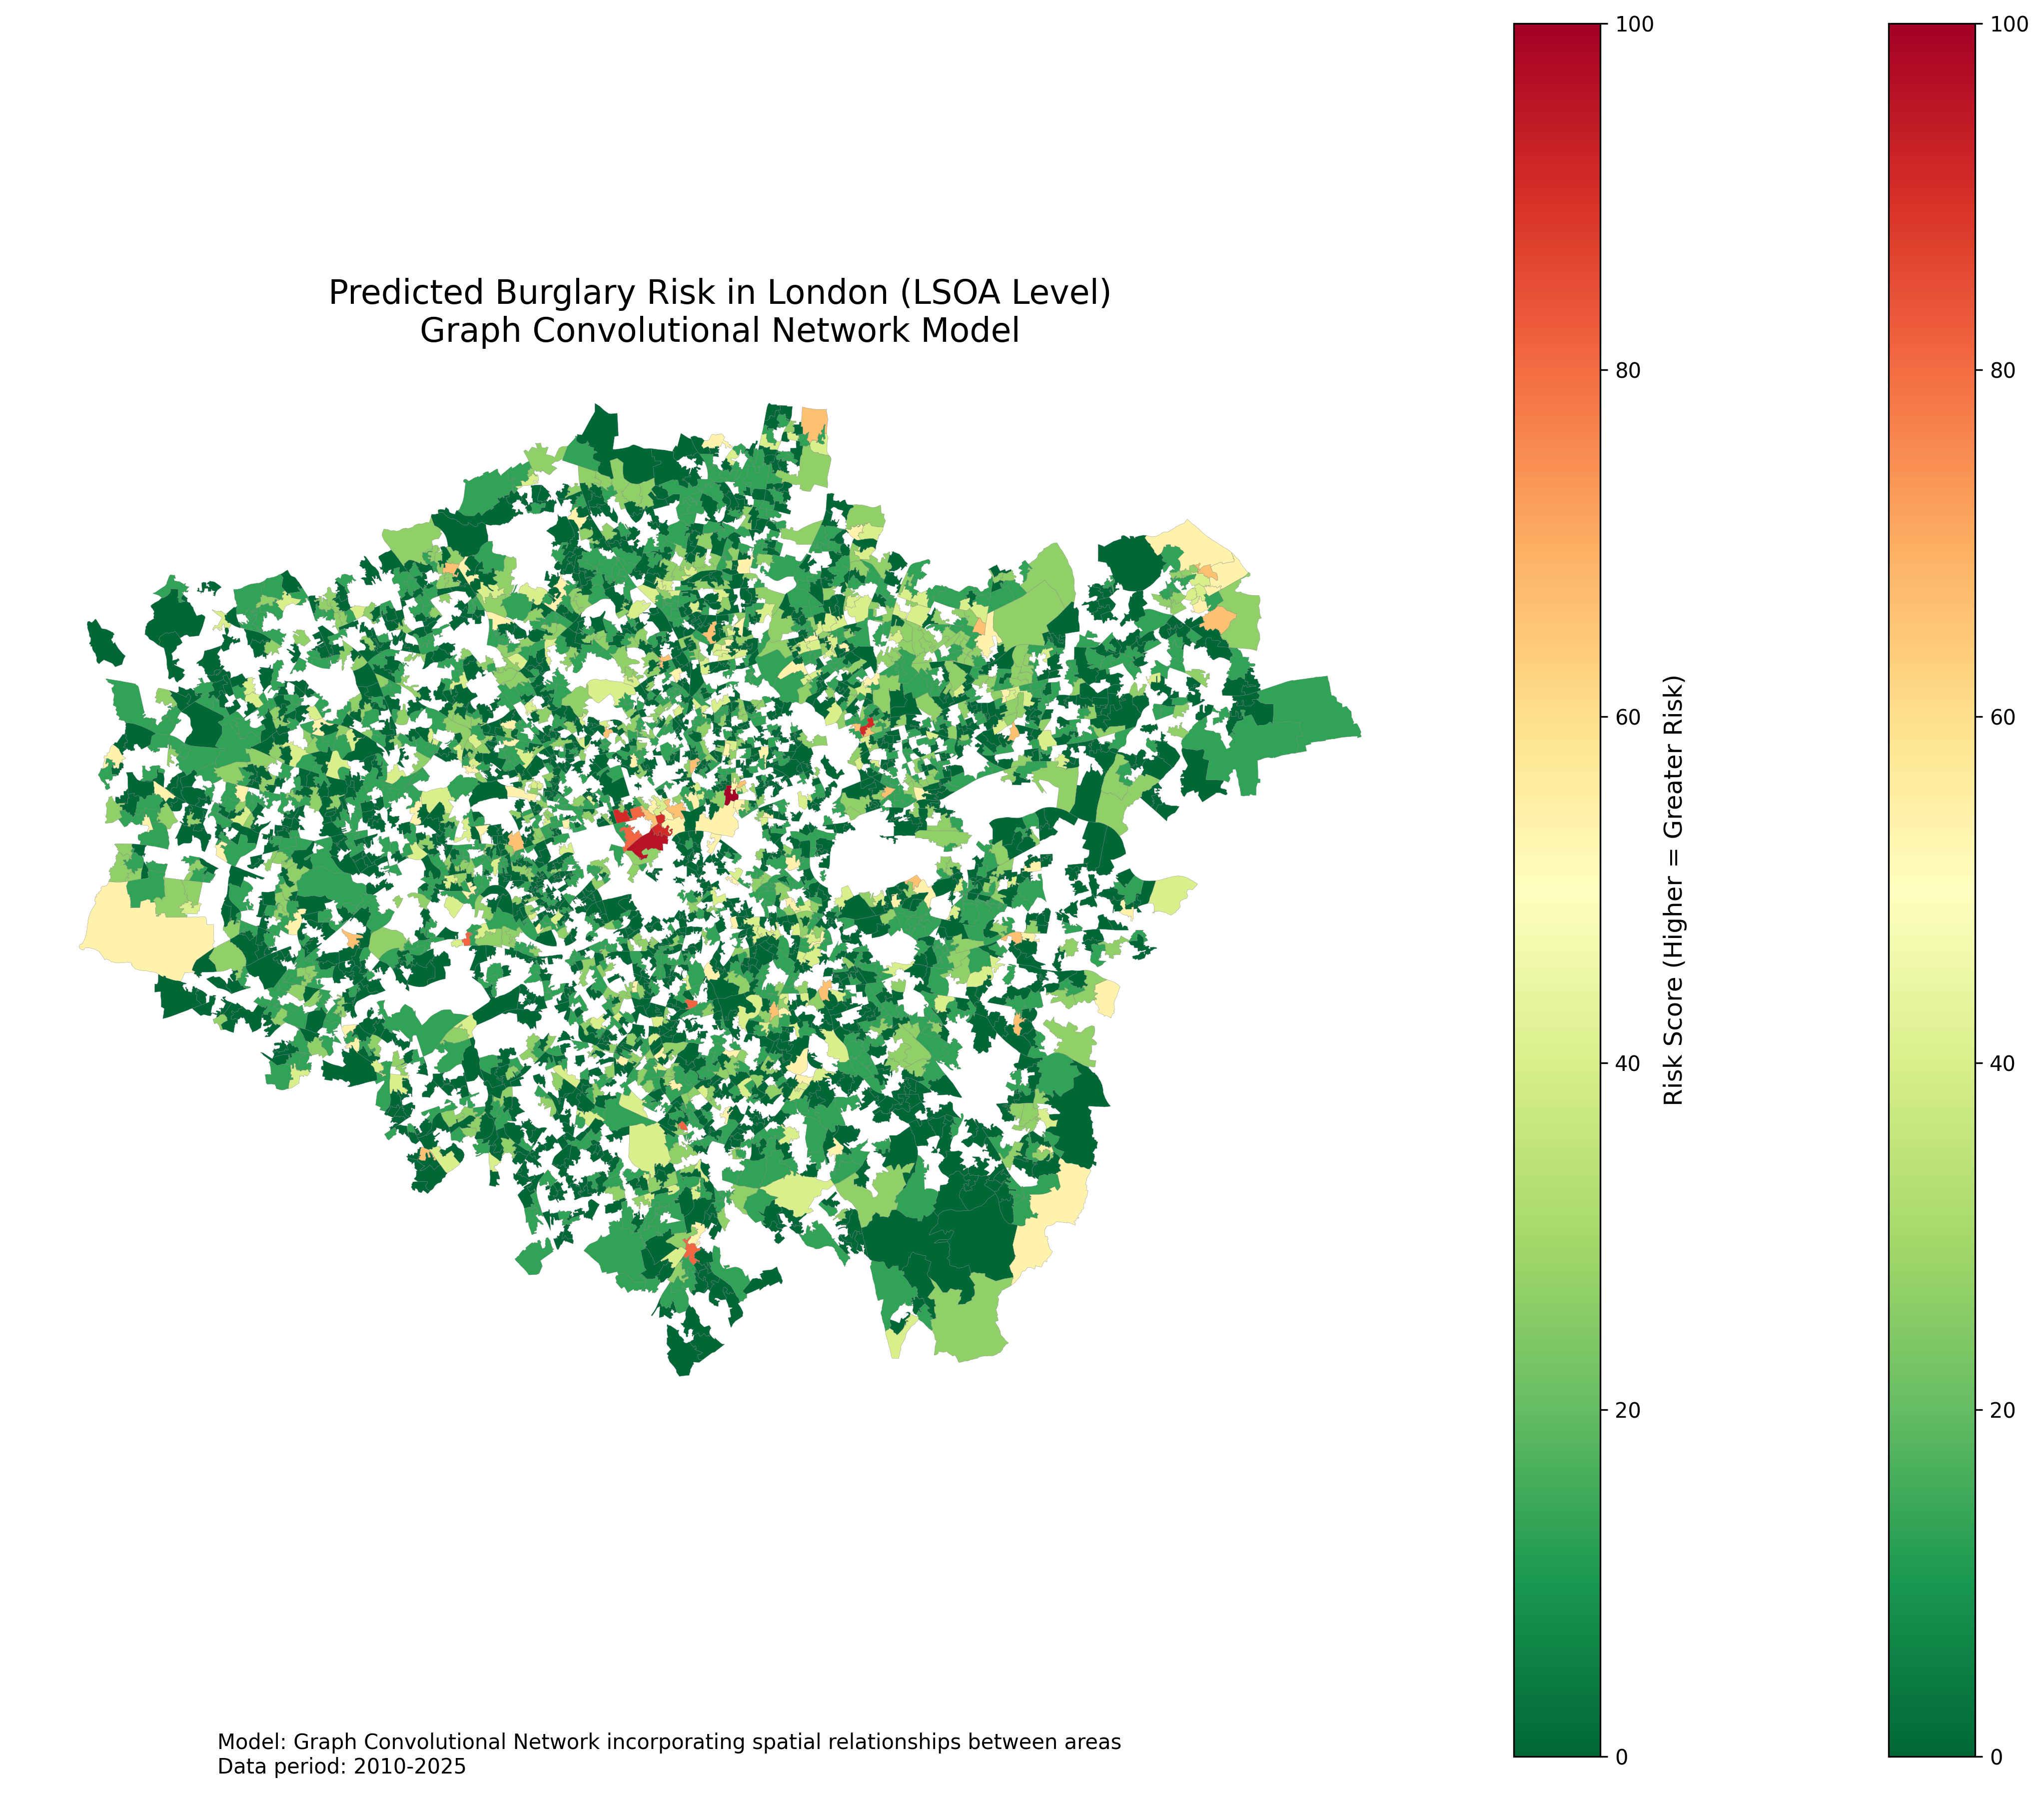 Predicted Burglary Risk in London (LSOA Level)
Graph Convolutional Network Model
100
80
60
40
20
0
Risk Score (Higher = Greater Risk)
100
80
60
40
20
0
Model: Graph Convolutional Network incorporating spatial relationships between areas
Data period: 2010-2025